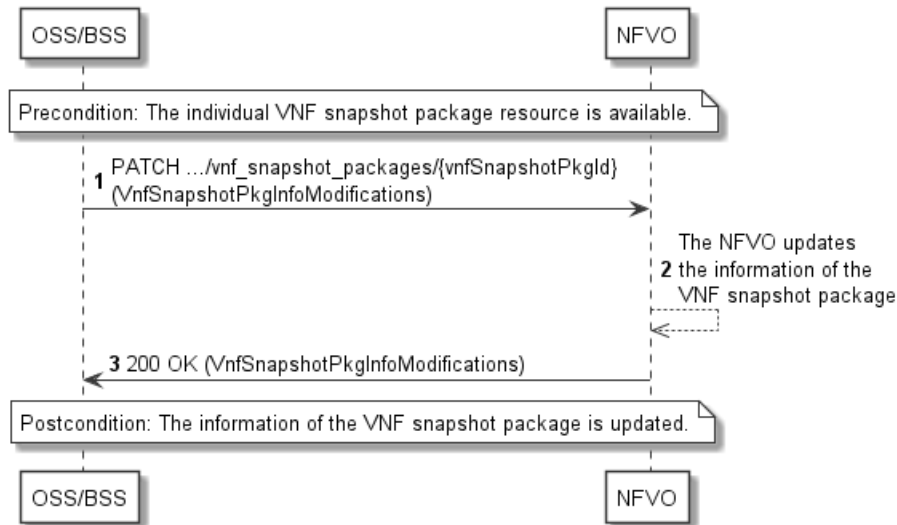 OSS/BSS
NFVO
Precondition: The individual VNF snapshot package resource is available.
1 PATCH .../vnf_snapshot_packages/{vnfSnapshotPkgId}
(VnfSnapshotPkgInfoModifications)
The NFVO updates
2 the information of the
VNF snapshot package
3 200 OK (VnfSnapshotPkgInfoModifications)
Postcondition: The information of the VNF snapshot package is updated.
OSS/BSS
NFVO